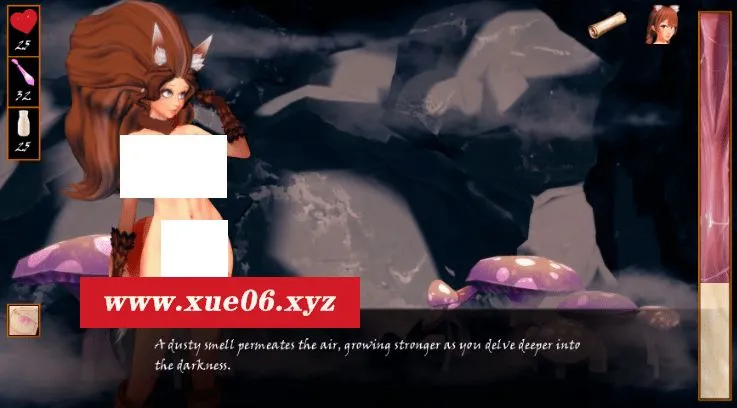 25
32
25
www.xue06.xyz
A dusty smell permeates the air, growing stronger as you delve deeper into
the darkness.